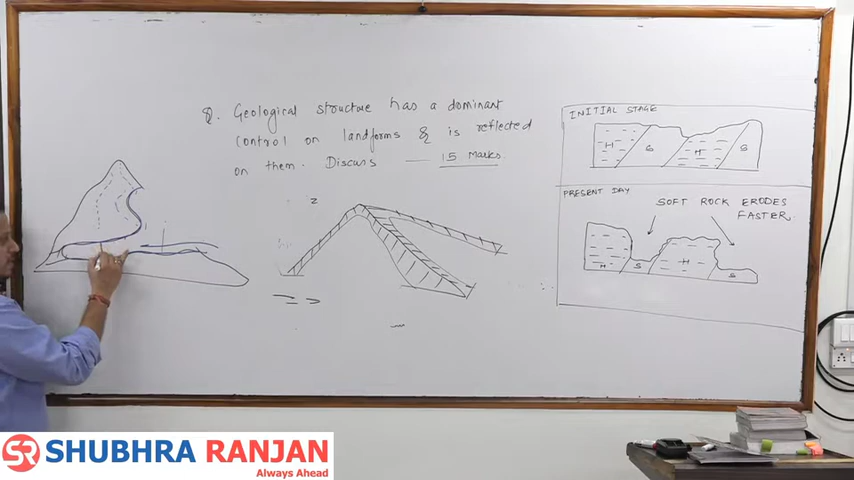 Q. Geological structure has a dominant
control on landforms & is reflected
on them. Discuss — 15 Marks.
INITIAL STAGE
H S H S
PRESENT DAY
SOFT ROCK ERODES
FASTER.
H S H S
SR SHUBHRA RANJAN
Always Ahead